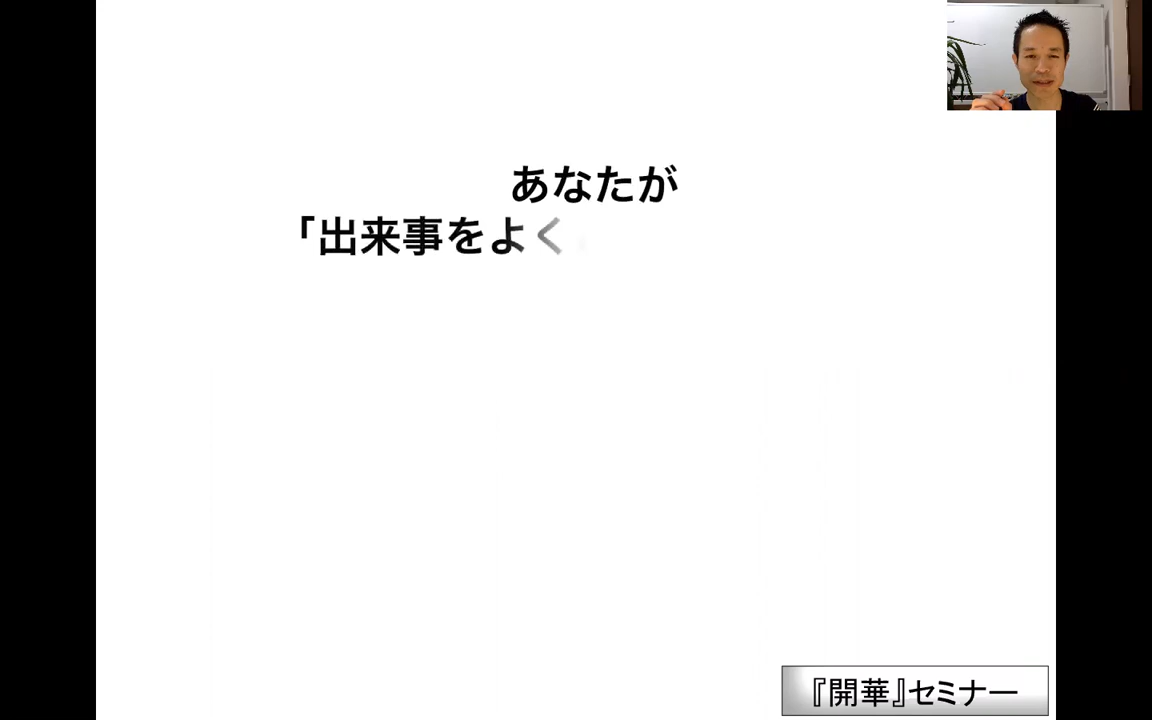 あなたが
「出来事をよく
『開華』セミナー